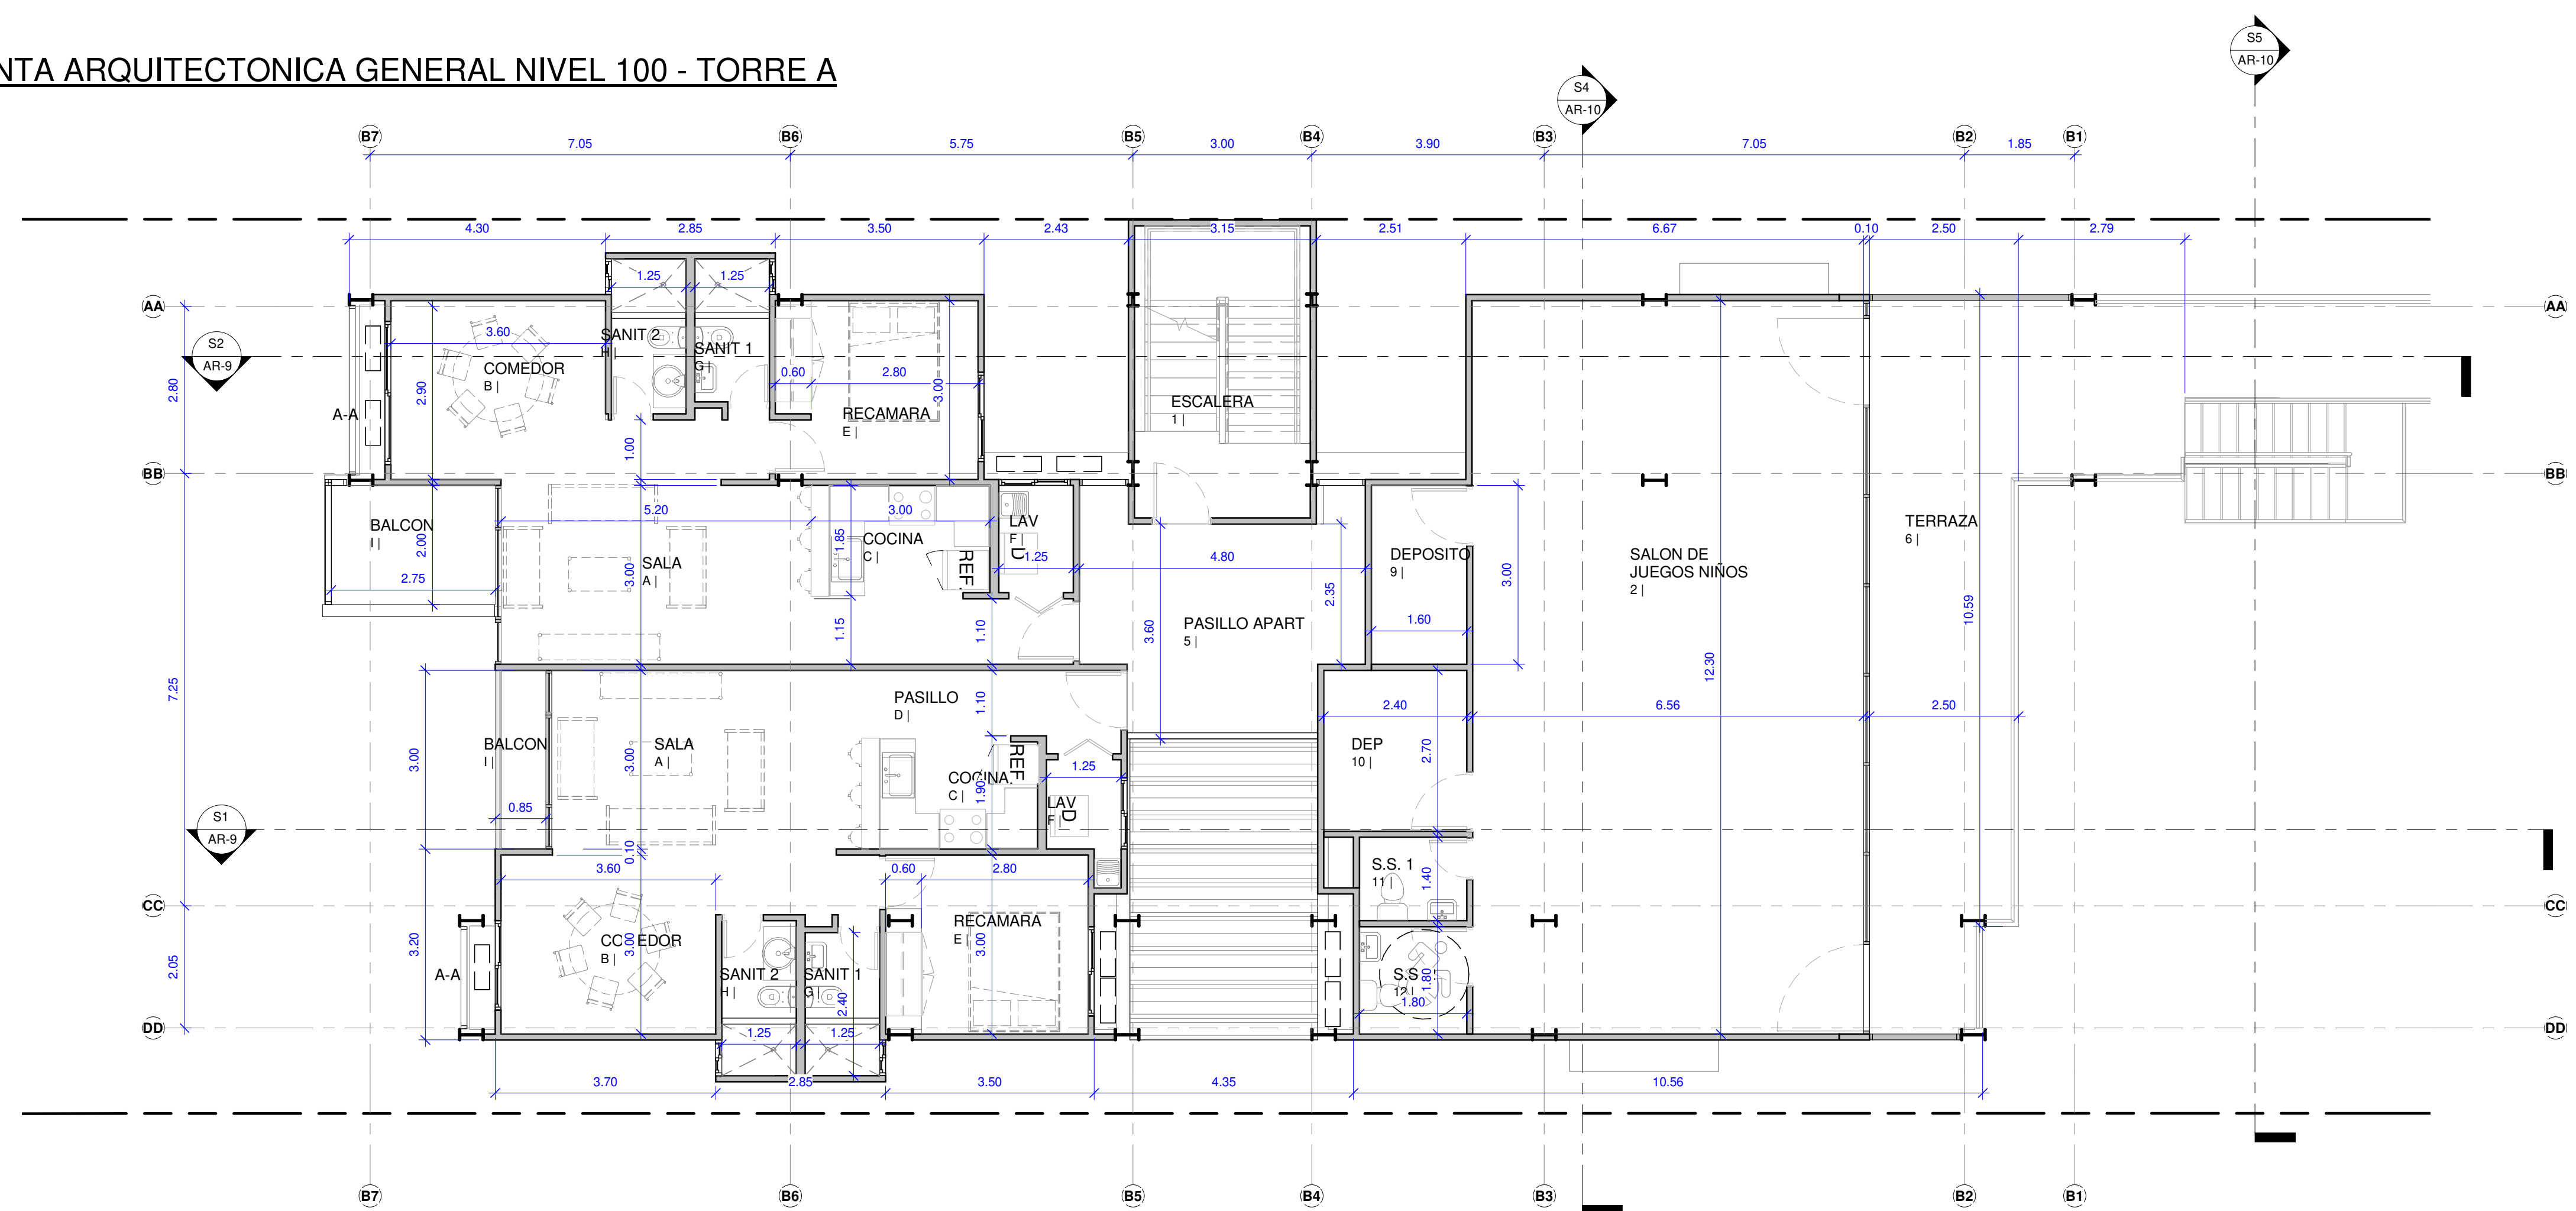 NTA ARQUITECTONICA GENERAL NIVEL 100 - TORRE A
S5
AR-10
S4
AR-10
B7
B6
B5
B4
B3
B2
B1
7.05
5.75
3.00
3.90
7.05
1.85
4.30
2.85
3.50
2.43
3.15
2.51
6.67
0.10
2.50
2.79
AA
AA
1.25
1.25
S2
AR-9
3.60
SANIT 2
H |
SANIT 1
G |
COMEDOR
B |
0.60
2.80
3.00
2.80
2.90
A-A
RECAMARA
E |
ESCALERA
1 |
1.00
BB
BB
BALCON
I |
2.00
2.75
5.20
3.00
SALA
A |
3.00
1.85
COCINA
C |
REF.
LAV
F |
D
1.25
4.80
DEPOSITO
9 |
3.00
SALON DE
JUEGOS NIÑOS
2 |
TERRAZA
6 |
10.59
2.35
1.60
1.15
1.10
3.60
PASILLO APART
5 |
12.30
7.25
PASILLO
D |
1.10
2.40
6.56
2.50
BALCON
I |
SALA
A |
3.00
3.00
REF.
COCINA
C |
1.90
1.25
LAV
F |
D
DEP
10 |
2.70
0.85
S1
AR-9
0.10
3.60
0.60
2.80
S.S. 1
11 |
1.40
CC
CC
3.20
COMEDOR
B |
3.00
RECAMARA
E |
3.00
2.05
A-A
SANIT 2
H |
SANIT 1
G |
2.40
S.S
12 |
1.80
1.80
1.25
1.25
DD
DD
3.70
2.85
3.50
4.35
10.56
B7
B6
B5
B4
B3
B2
B1